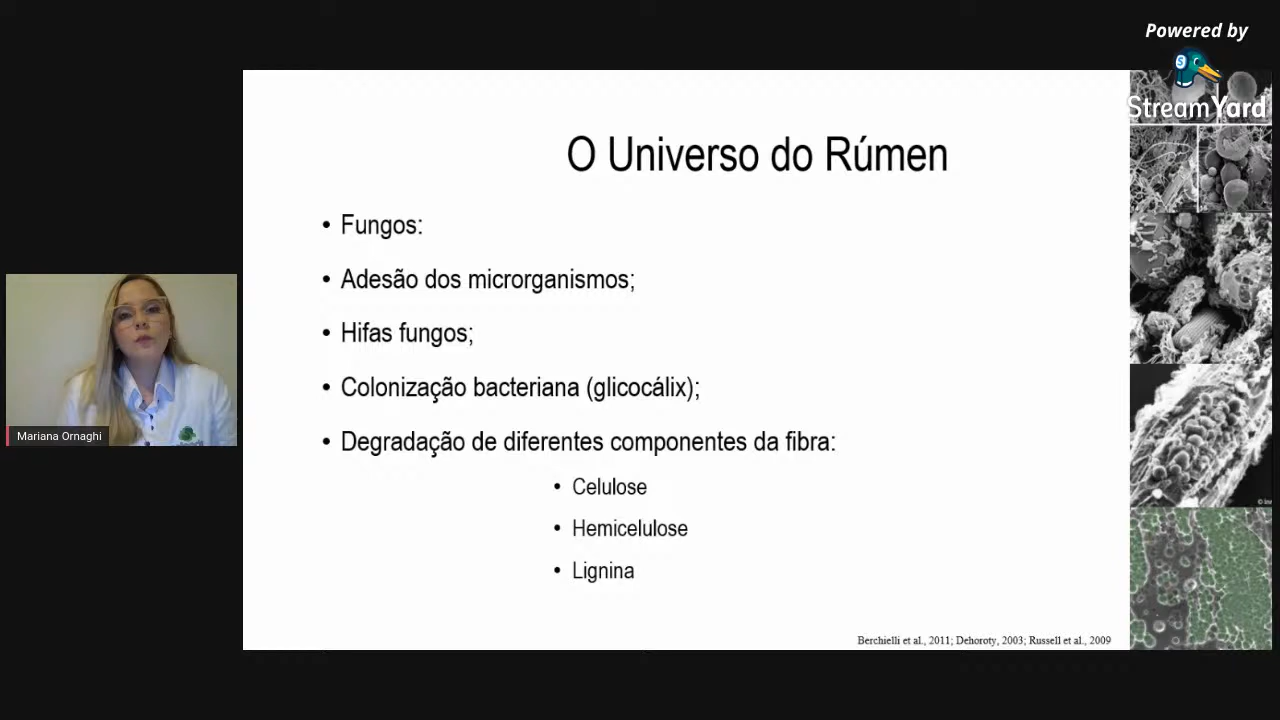 Powered by
StreamYard
O Universo do Rúmen
• Fungos:
• Adesão dos microrganismos;
• Hifas fungos;
• Colonização bacteriana (glicocálix);
• Degradação de diferentes componentes da fibra:
• Celulose
• Hemicelulose
• Lignina
Mariana Ornaghi
Berchielli et al., 2011; Dehoroty, 2003; Russell et al., 2009